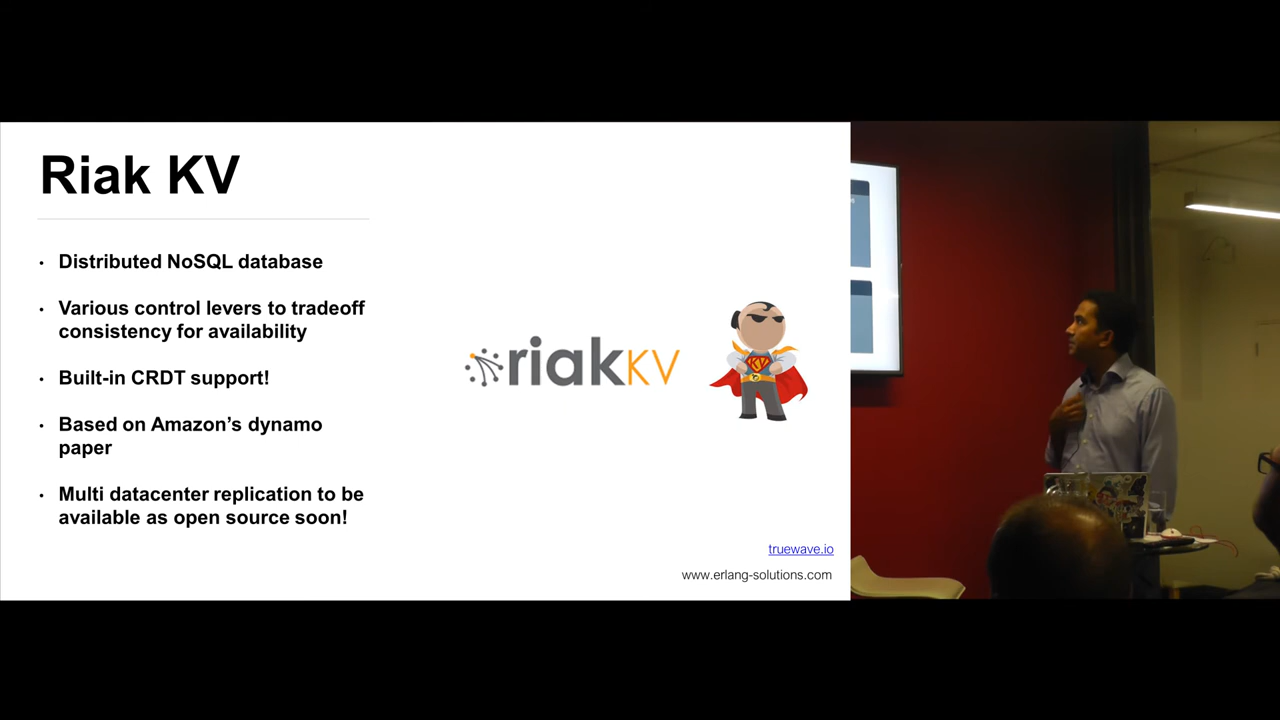 Riak KV
• Distributed NoSQL database
• Various control levers to tradeoff
consistency for availability
• Built-in CRDT support!
• Based on Amazon’s dynamo
paper
• Multi datacenter replication to be
available as open source soon!
riak KV
KV
truewave.io
www.erlang-solutions.com